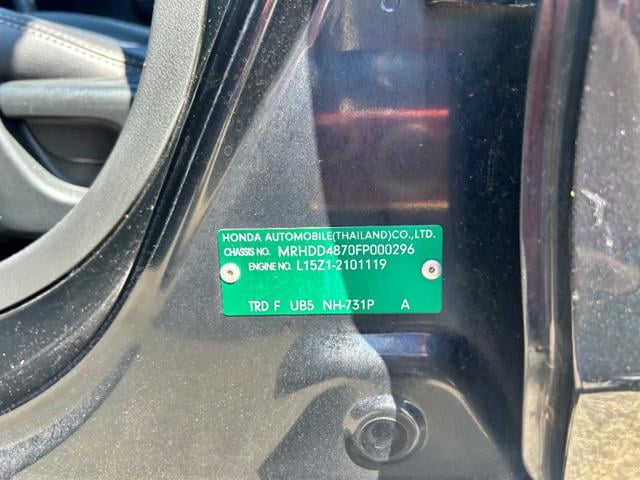 HONDA AUTOMOBILE(THAILAND)CO.,LTD.
CHASSIS NO. MRHDD4870FP000296
ENGINE NO. L15Z1-2101119
TRD F UB5 NH-731P A